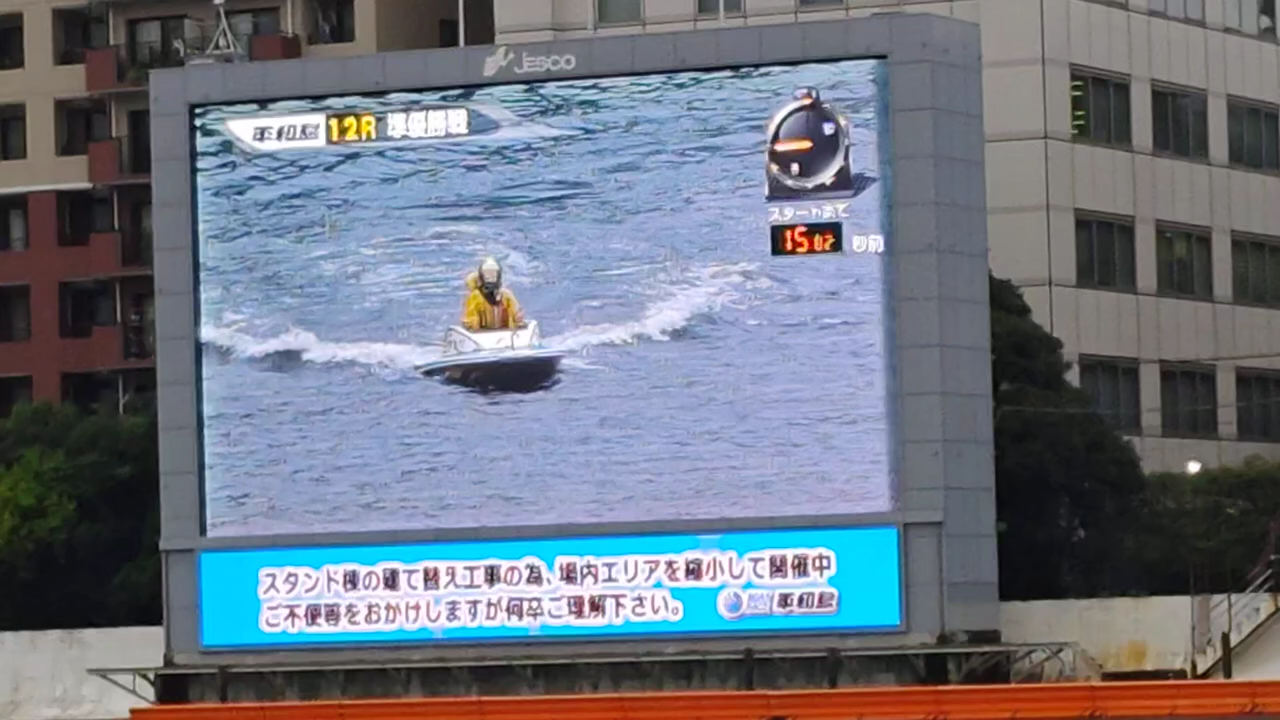 JESCO
平和島 12R 準優勝戦
スタートまで
15.07 秒前
スタンド棟の建て替え工事の為、場内エリアを縮小して開催中
ご不便等をおかけしますが何卒ご理解下さい。
平和島